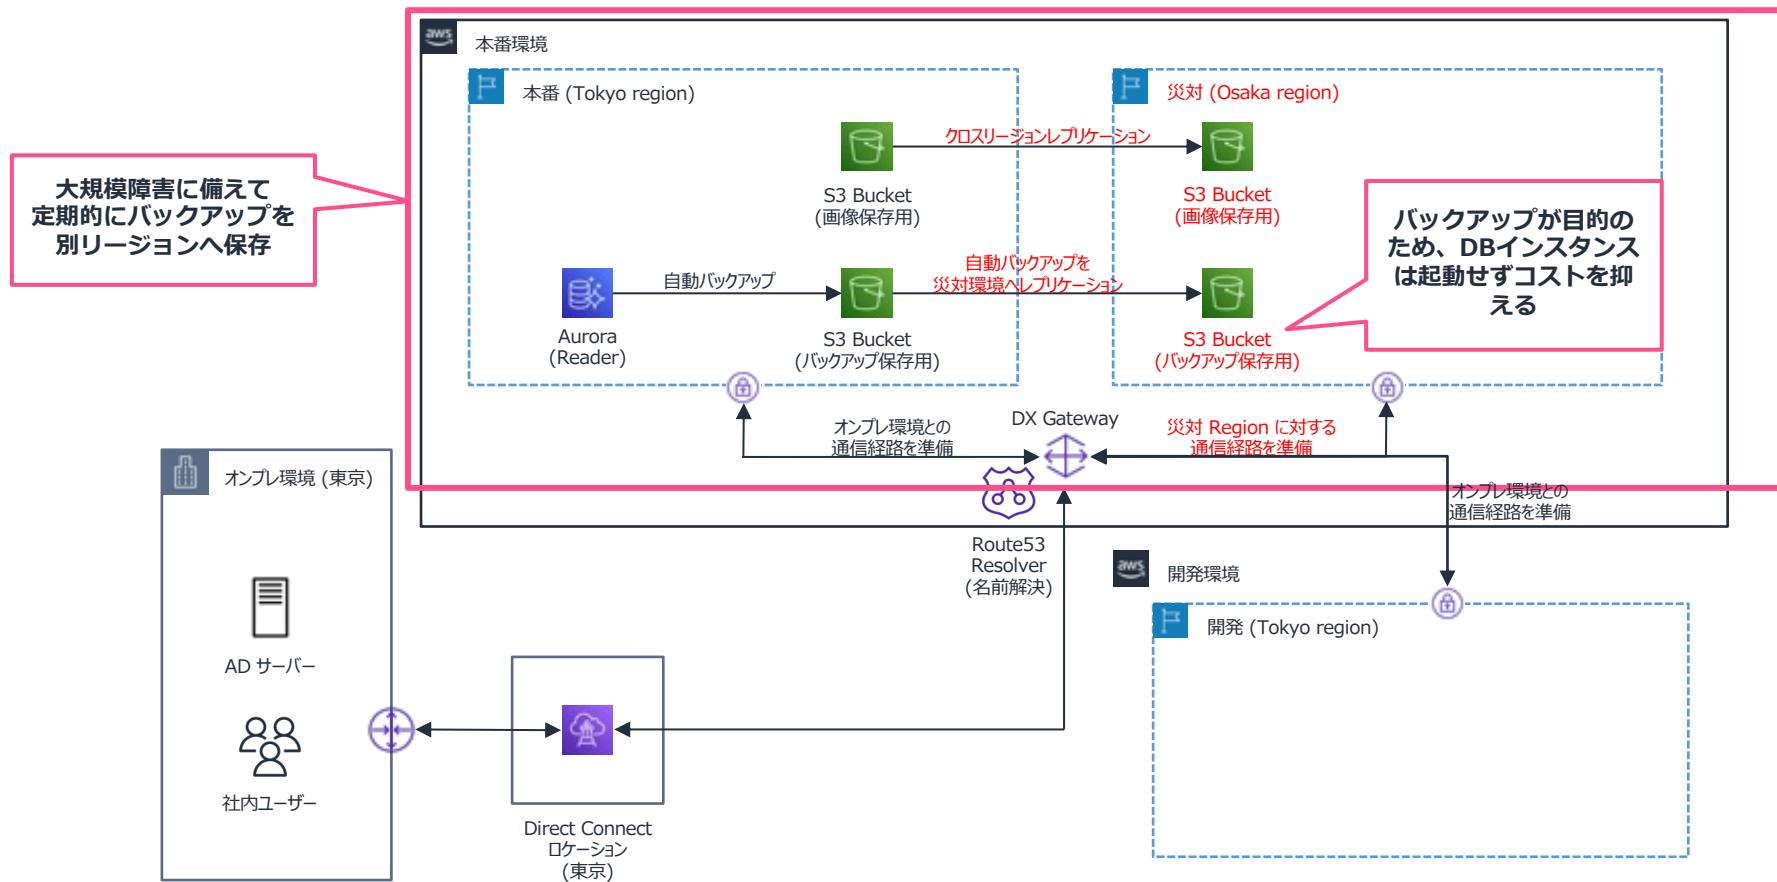 aws
本番環境
本番 (Tokyo region)
災対 (Osaka region)
クロスリージョンレプリケーション
S3 Bucket
(画像保存用)
S3 Bucket
(画像保存用)
大規模障害に備えて
定期的にバックアップを
別リージョンへ保存
バックアップが目的の
ため、DBインスタンス
は起動せずコストを抑
える
自動バックアップ
自動バックアップを
災対環境へレプリケーション
Aurora
(Reader)
S3 Bucket
(バックアップ保存用)
S3 Bucket
(バックアップ保存用)
オンプレ環境との
通信経路を準備
DX Gateway
災対 Region に対する
通信経路を準備
オンプレ環境 (東京)
オンプレ環境との
通信経路を準備
Route53
Resolver
(名前解決)
aws
開発環境
開発 (Tokyo region)
AD サーバー
社内ユーザー
Direct Connect
ロケーション
(東京)